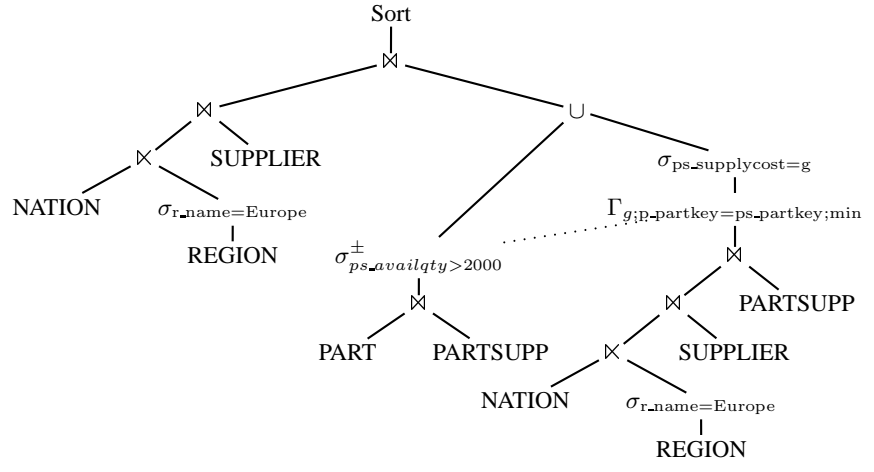 Sort
⋈
⋈ ∪
⋉ SUPPLIER σps_supplycost=g
NATION σr_name=Europe Γg;p_partkey=ps_partkey;min
REGION σ±ps_availqty>2000 ⋈
⋈ ⋈ PARTSUPP
PART PARTSUPP ⋉ SUPPLIER
NATION σr_name=Europe
REGION